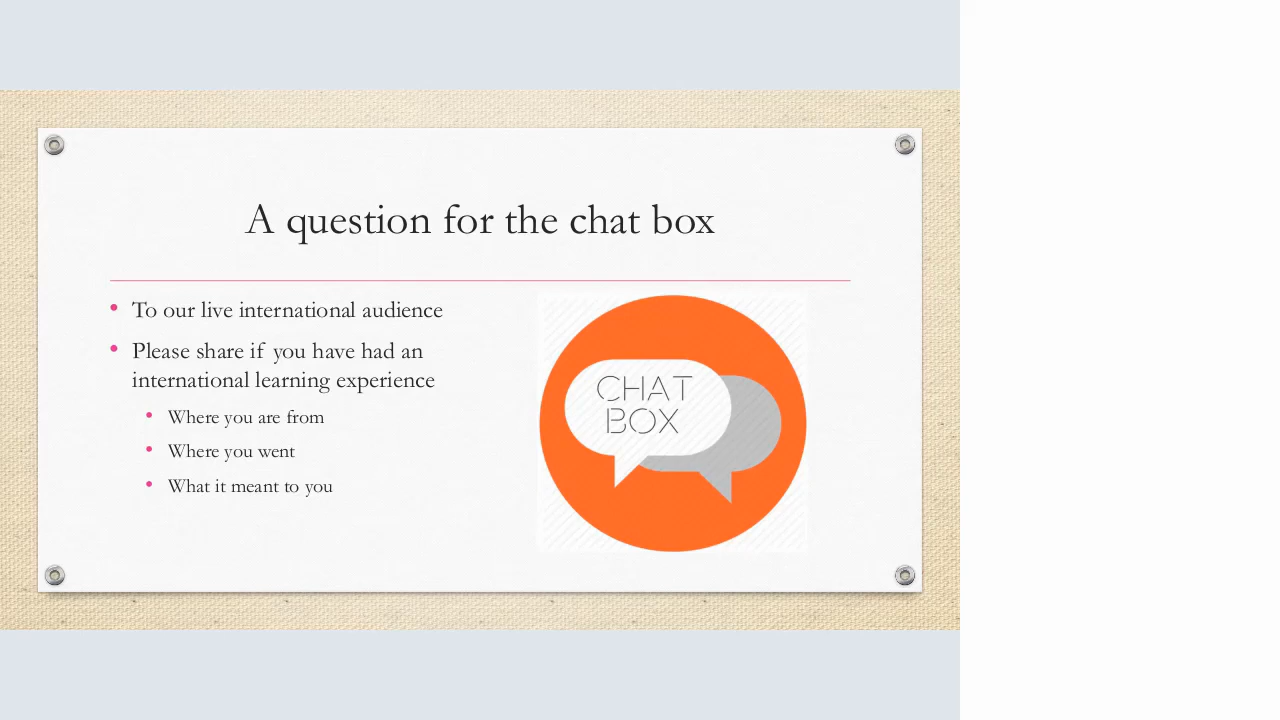 A question for the chat box
• To our live international audience
• Please share if you have had an
international learning experience
• Where you are from
• Where you went
• What it meant to you
CHAT
BOX